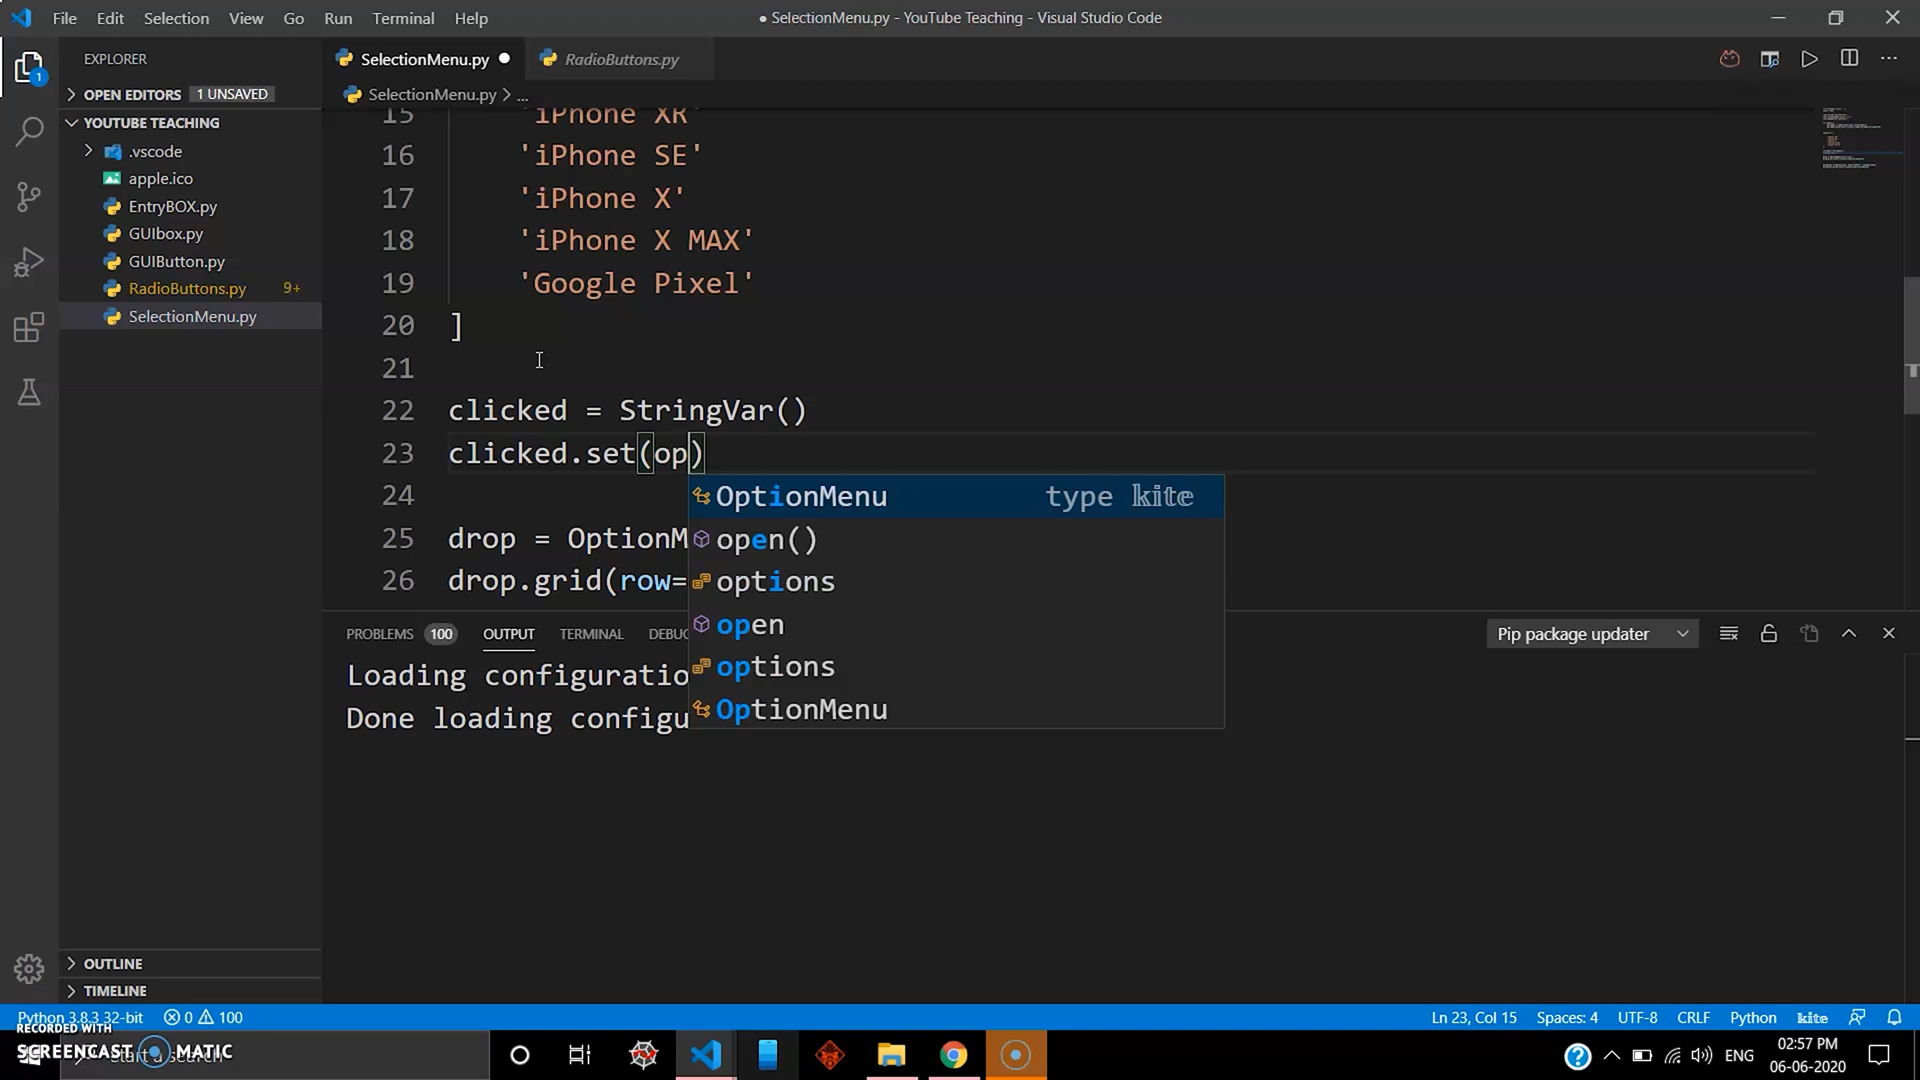 File Edit Selection View Go Run Terminal Help
● SelectionMenu.py - YouTube Teaching - Visual Studio Code
EXPLORER
SelectionMenu.py
RadioButtons.py
OPEN EDITORS 1 UNSAVED
SelectionMenu.py > ...
YOUTUBE TEACHING
.vscode
apple.ico
EntryBOX.py
GUIbox.py
GUIButton.py
RadioButtons.py 9+
SelectionMenu.py
15 'iPhone XR'
16 'iPhone SE'
17 'iPhone X'
18 'iPhone X MAX'
19 'Google Pixel'
20 ]
21
22 clicked = StringVar()
23 clicked.set(op)
24
25 drop = OptionM
26 drop.grid(row=
OptionMenu type kite
open()
options
open
options
OptionMenu
PROBLEMS 100 OUTPUT TERMINAL DEBU
Pip package updater
Loading configuratio
Done loading configu
OUTLINE
TIMELINE
Python 3.8.3 32-bit 0 100
Ln 23, Col 15 Spaces: 4 UTF-8 CRLF Python kite
RECORDED WITH
SCREENCAST MATIC
Start a search
ENG
02:57 PM
06-06-2020